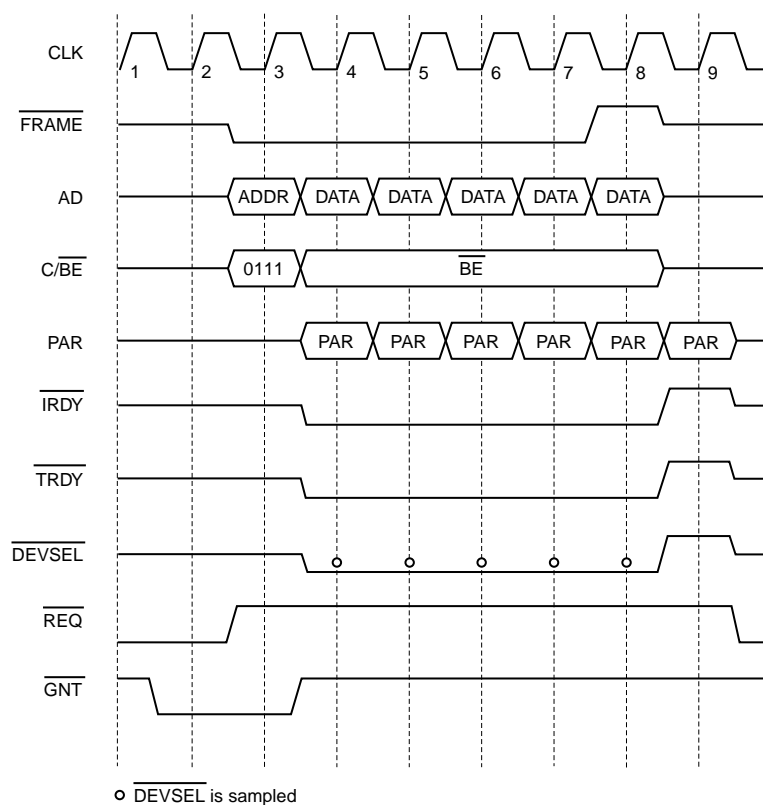 CLK
1 2 3 4 5 6 7 8 9
FRAME
AD ADDR DATA DATA DATA DATA DATA
C/BE 0111 BE
PAR PAR PAR PAR PAR PAR PAR
IRDY
TRDY
DEVSEL
REQ
GNT
DEVSEL is sampled